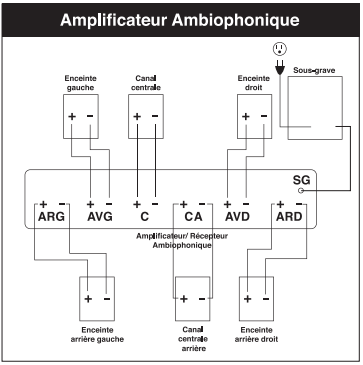 Amplificateur Ambiophonique
Enceinte
gauche
Canal
centrale
Enceinte
droit
Sous-grave
+ -
+ -
+ -
SG
+ -
+ -
+ -
+ -
+ -
+ -
ARG
AVG
C
CA
AVD
ARD
Amplificateur/ Récepteur
Ambiophonique
+ -
+ -
+ -
Enceinte
arrière gauche
Canal
centrale
arrière
Enceinte
arrière droit